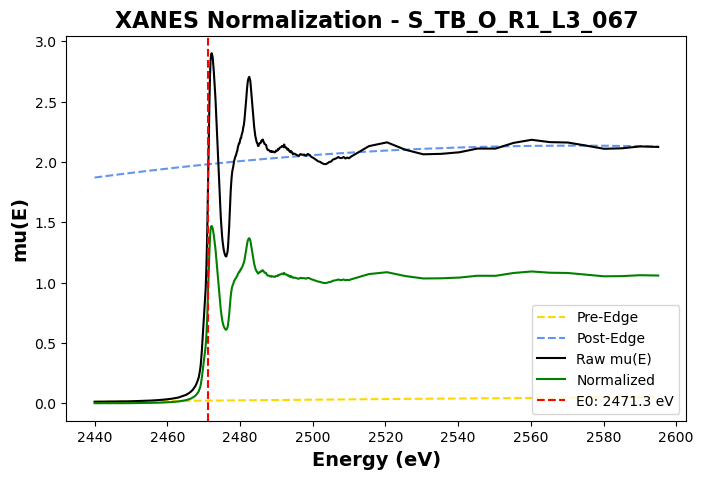 XANES Normalization - S_TB_O_R1_L3_067
mu(E)
3.0
2.5
2.0
1.5
1.0
0.5
0.0
Pre-Edge
Post-Edge
Raw mu(E)
Normalized
E0: 2471.3 eV
2440 2460 2480 2500 2520 2540 2560 2580 2600
Energy (eV)